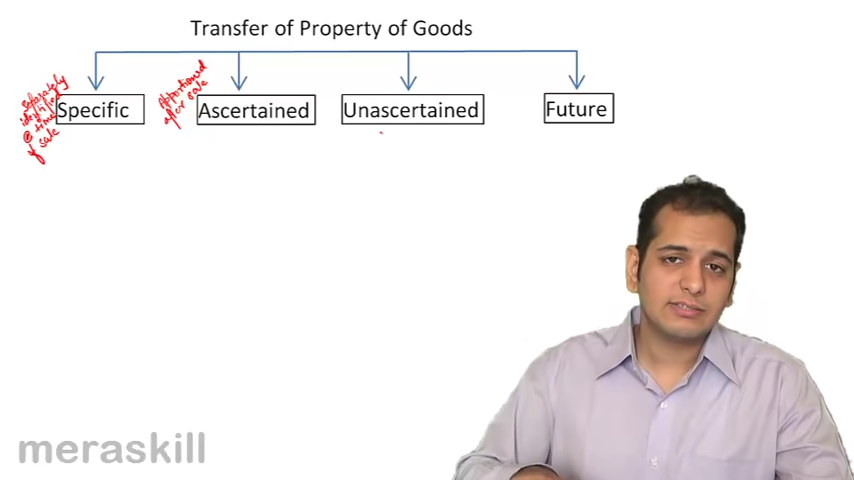 Transfer of Property of Goods
separately
identified
@ time
of sale
Specific
apportioned
after sale
Ascertained
Unascertained
Future
meraskill